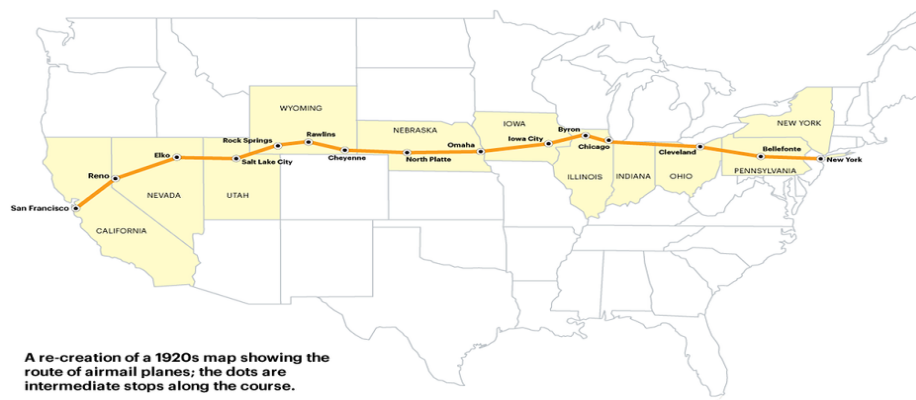 WYOMING
NEBRASKA
IOWA
NEW YORK
Rock Springs
Rawlins
Byron
Iowa City
Omaha
Chicago
Cleveland
Bellefonte
New York
Elko
Salt Lake City
Cheyenne
North Platte
Reno
ILLINOIS
INDIANA
OHIO
PENNSYLVANIA
NEVADA
UTAH
San Francisco
CALIFORNIA
A re-creation of a 1920s map showing the
route of airmail planes; the dots are
intermediate stops along the course.